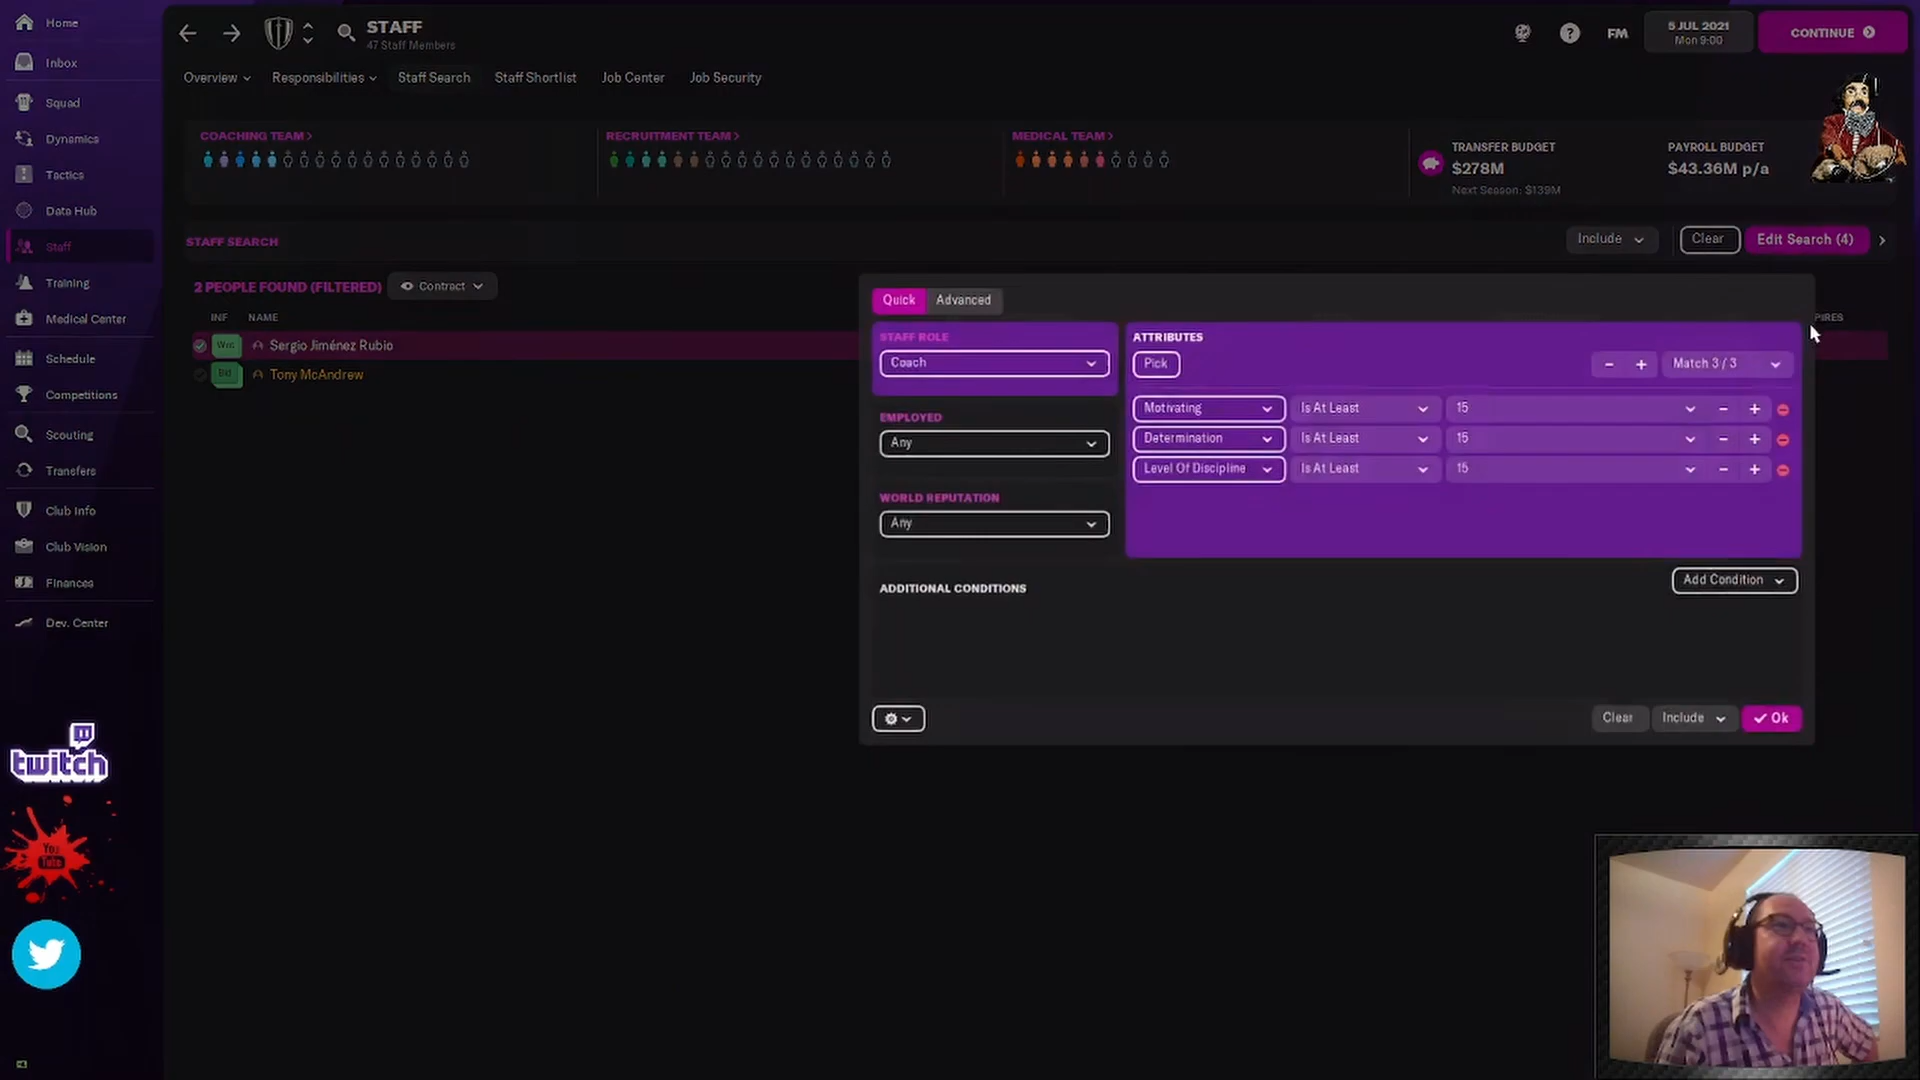 Home
Inbox
Squad
Dynamics
Tactics
Data Hub
Staff
Training
Medical Center
Schedule
Competitions
Scouting
Transfers
Club Info
Club Vision
Finances
Dev. Center
twitch
You
Tube
STAFF
47 Staff Members
FM
5 JUL 2021
Mon 9:00
CONTINUE
Overview
Responsibilities
Staff Search
Staff Shortlist
Job Center
Job Security
COACHING TEAM >
RECRUITMENT TEAM >
MEDICAL TEAM >
TRANSFER BUDGET
$278M
Next Season: $139M
PAYROLL BUDGET
$43.36M p/a
STAFF SEARCH
Include
Clear
Edit Search (4)
2 PEOPLE FOUND (FILTERED)
Contract
INF NAME
PIRES
Wnt Sergio Jiménez Rubio
Bid Tony McAndrew
Quick Advanced
STAFF ROLE
Coach
EMPLOYED
Any
WORLD REPUTATION
Any
ATTRIBUTES
Pick
- + Match 3 / 3
Motivating Is At Least 15 - +
Determination Is At Least 15 - +
Level Of Discipline Is At Least 15 - +
ADDITIONAL CONDITIONS
Add Condition
Clear Include Ok